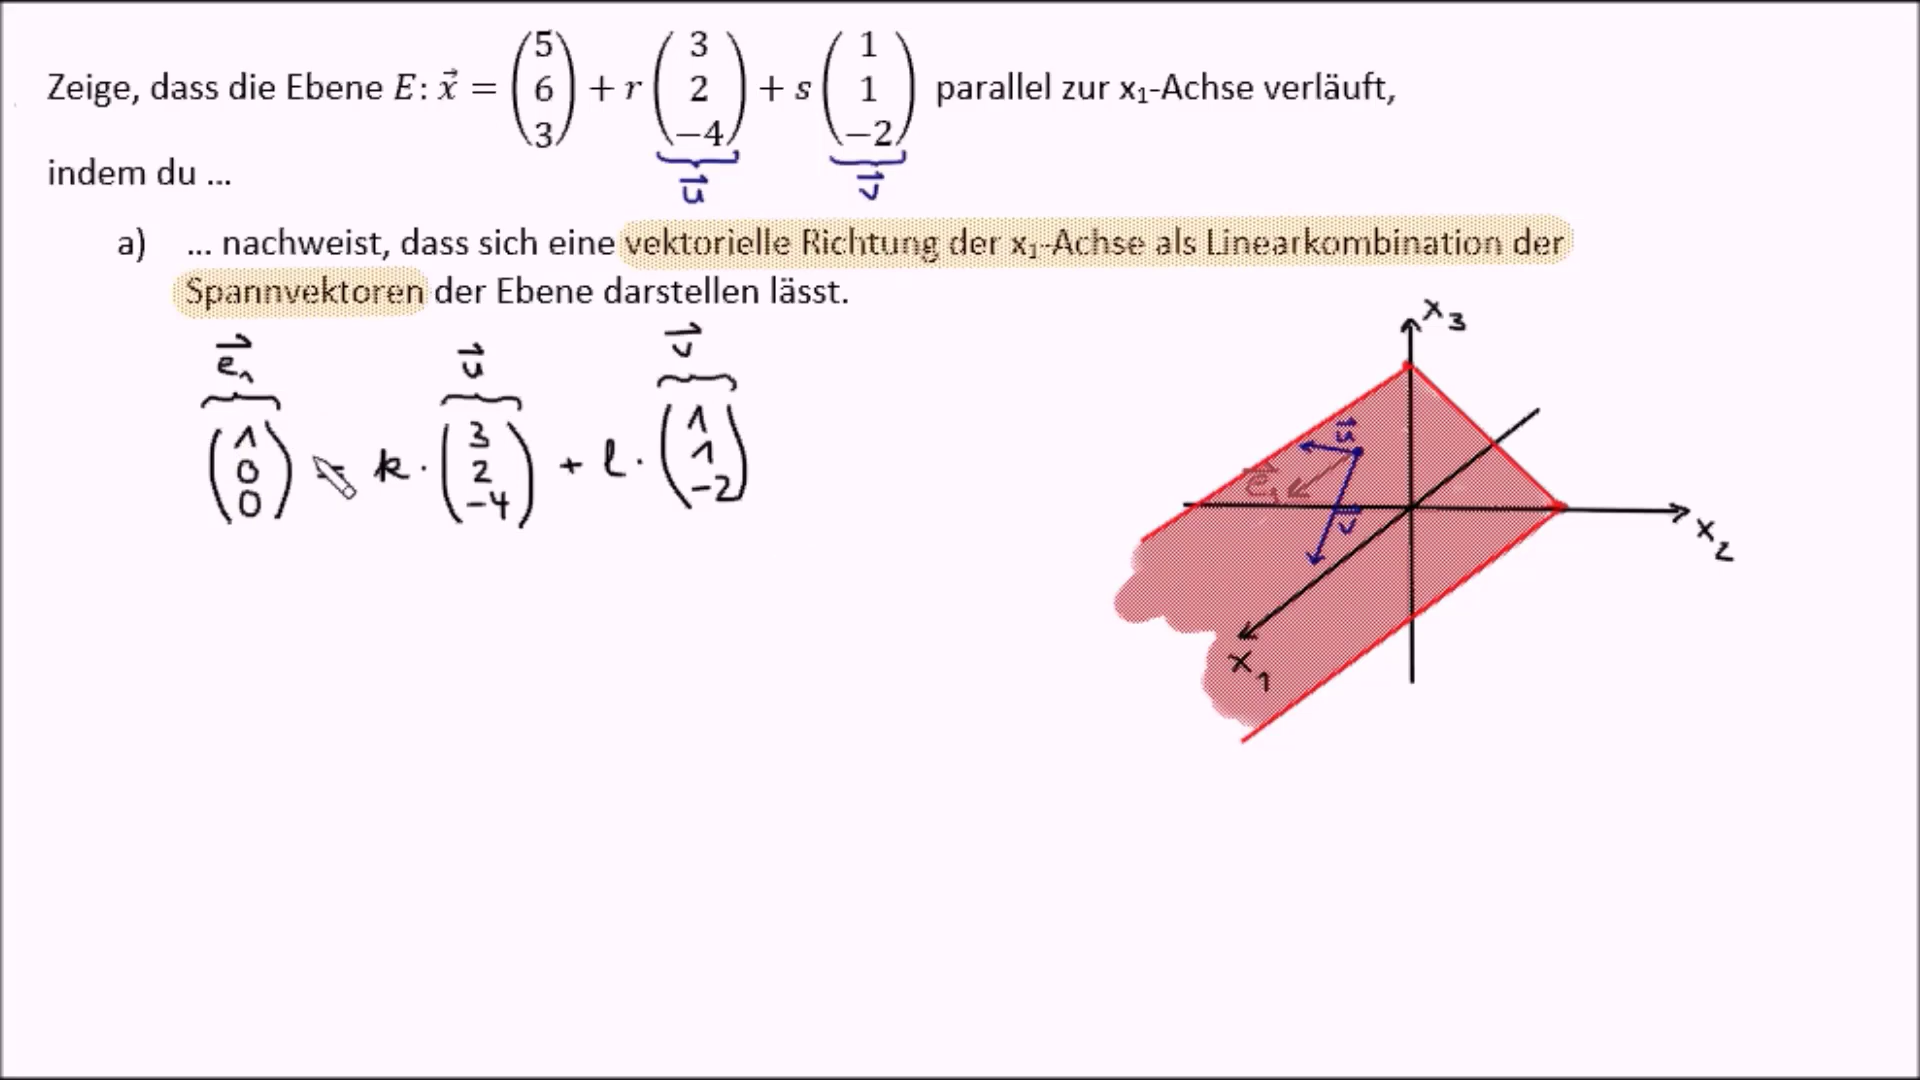 Zeige, dass die Ebene E: x⃗ = (5 6 3) + r (3 2 −4) + s (1 1 −2) parallel zur x₁-Achse verläuft,
u⃗ v⃗
indem du ...
a) ... nachweist, dass sich eine vektorielle Richtung der x₁-Achse als Linearkombination der
Spannvektoren der Ebene darstellen lässt.
e⃗₁ u⃗ v⃗
(1 0 0) = k · (3 2 -4) + l · (1 1 -2)
x₃
u⃗
e⃗₁
v⃗
x₂
x₁